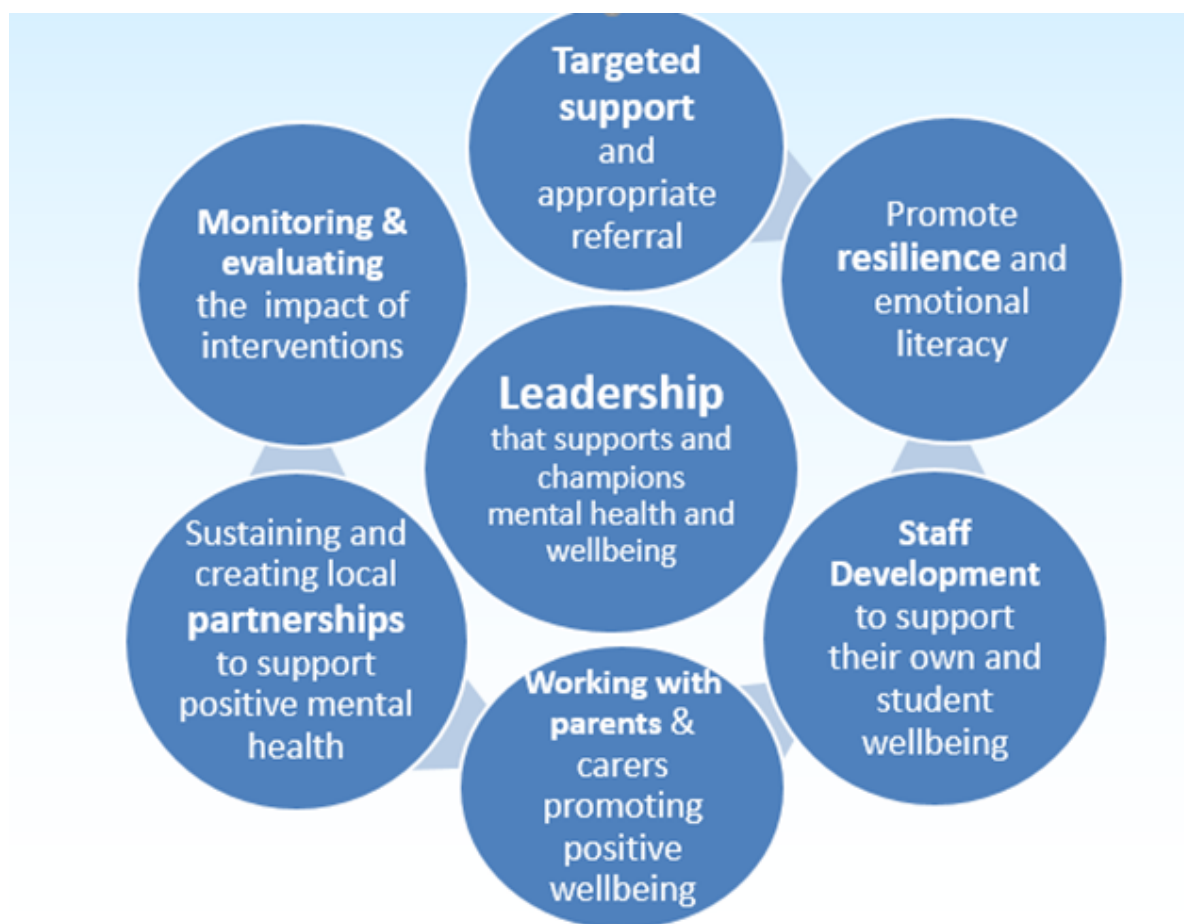 Targeted
support
and
appropriate
referral
Promote
resilience and
emotional
literacy
Staff
Development
to support
their own and
student
wellbeing
Working with
parents &
carers
promoting
positive
wellbeing
Sustaining and
creating local
partnerships
to support
positive mental
health
Monitoring &
evaluating
the impact of
interventions
Leadership
that supports and
champions
mental health and
wellbeing